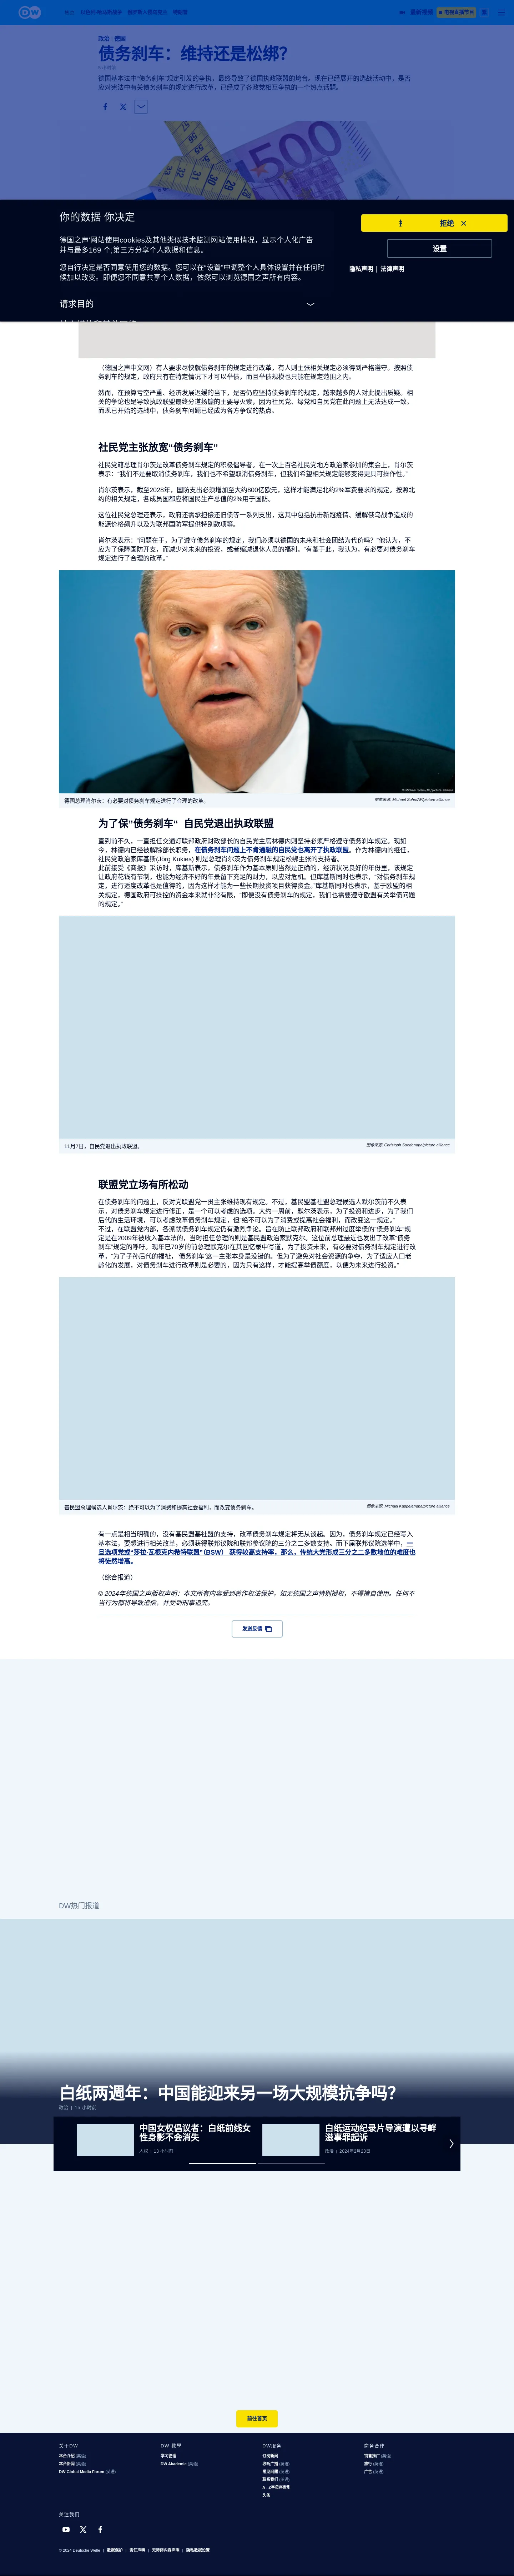 政治 | 德国
债务刹车：维持还是松绑？
德国基本法中“债务刹车”规定引发的争执，最终导致了德国执政联盟的垮台。现在已经展开的选战活动中，是否
应对宪法中有关债务刹车的规定进行改革，已经成了各政党相互争执的一个热点话题。
你的数据 你决定
德国之声'网站使用cookies及其他类似技术监测网站使用情况，显示个人化广告
并与最多169 个;第三方分享个人数据和信息。
您自行决定是否同意使用您的数据。您可以在"设置"中调整个人具体设置并在任何时
候加以改变。即便您不同意共享个人数据，依然可以浏览德国之声所有内容。
请求目的
拒绝
设置
隐私声明 | 法律声明
（德国之声中文网）有人要求尽快就债务刹车的规定进行改革，有人则主张相关定必须得到严格遵守。按照债
务刹车的规定，政府只有在特定情况下才可以举债，而且举债规模也只能在规定范围之内。
然而，在预算亏空严重，经济发展迟缓的当下，是否仍应坚持债务刹车的规定，越来越多的人对此提出质疑。相
关的争论也是导致执政联盟最终分道扬镳的主要导火索，因为社民党、绿党和自民党在此问题上无法达成一致。
而现已开始的选战中，债务刹车问题已经成为各方争议的热点。
社民党主张放宽“债务刹车”
社民党籍总理肖尔茨是改革债务刹车规定的积极倡导者。在一次上百名社民党地方政治家参加的集会上，肖尔茨
表示：“我们不是要取消债务刹车，我们也不希望取消债务刹车，但我们希望相关规定能够变得更具可操作性。”
肖尔茨表示，截至2028年，国防支出必须增加至大约800亿欧元，这样才能满足北约2%军费要求的规定。按照北
约的相关规定，各成员国都应将国民生产总值的2%用于国防。
这位社民党总理还表示，政府还需承担偿还旧债等一系列支出，这其中包括抗击新冠疫情、缓解俄乌战争造成的
能源价格飙升以及为联邦国防军提供特别款项等。
肖尔茨表示：“问题在于，为了遵守债务刹车的规定，我们必须以德国的未来和社会团结为代价吗？”他认为，不
应为了保障国防开支，而减少对未来的投资，或者缩减退休人员的福利。“有鉴于此，我认为，有必要对债务刹车
规定进行了合理的改革。”
© Michael Sohn/AP/picture alliance
德国总理肖尔茨：有必要对债务刹车规定进行了合理的改革。
图像来源: Michael Sohn/AP/picture alliance
为了保”债务刹车“ 自民党退出执政联盟
直到前不久，一直担任交通灯联邦政府财政部长的自民党主席林德内则坚持必须严格遵守债务刹车规定。现如
今，林德内已经被解除部长职务，在债务刹车问题上不肯通融的自民党也离开了执政联盟。作为林德内的继任，
社民党政治家库基斯(Jörg Kukies) 则是总理肖尔茨为债务刹车规定松绑主张的支持者。
此前接受《商报》采访时，库基斯表示，债务刹车作为基本原则当然是正确的，经济状况良好的年份里，该规定
让政府花钱有节制，也能为经济不好的年景留下充足的财力，以应对危机。但库基斯同时也表示，“对债务刹车规
定，进行适度改革也是值得的，因为这样才能为一些长期投资项目获得资金。”库基斯同时也表示，基于欧盟的相
关规定，德国政府可操控的资金本来就非常有限，“即便没有债务刹车的规定，我们也需要遵守欧盟有关举债问题
的规定。”
11月7日，自民党退出执政联盟。
图像来源: Christoph Soeder/dpa/picture alliance
联盟党立场有所松动
在债务刹车的问题上，反对党联盟党一贯主张维持现有规定。不过，基民盟基社盟总理候选人默尔茨前不久表
示，对债务刹车规定进行修正，是一个可以考虑的选项。大约一周前，默尔茨表示，为了投资和进步，为了我们
后代的生活环境，可以考虑改革债务刹车规定，但“绝不可以为了消费或提高社会福利，而改变这一规定。”
不过，在联盟党内部，各派就债务刹车规定仍有激烈争论。旨在防止联邦政府和联邦州过度举债的“债务刹车”规
定是在2009年被收入基本法的，当时担任总理的则是基民盟政治家默克尔。这位前总理最近也发出了改革“债务
刹车”规定的呼吁。现年已70岁的前总理默克尔在其回忆录中写道，为了投资未来，有必要对债务刹车规定进行改
革，“为了子孙后代的福祉，‘债务刹车’这一主张本身是没错的。但为了避免对社会资源的争夺，为了适应人口老
龄化的发展，对债务刹车进行改革则是必要的，因为只有这样，才能提高举债额度，以便为未来进行投资。”
基民盟总理候选人肖尔茨：绝不可以为了消费和提高社会福利，而改变债务刹车。
图像来源: Michael Kappeler/dpa/picture alliance
有一点是相当明确的，没有基民盟基社盟的支持，改革债务刹车规定将无从谈起。因为，债务刹车规定已经写入
基本法，要想进行相关改革，必须获得联邦议院和联邦参议院的三分之二多数支持。而下届联邦议院选举中，一
旦选项党或“莎拉·瓦根克内希特联盟”（BSW） 获得较高支持率，那么，传统大党形成三分之二多数地位的难度也
将徒然增高。
（综合报道）
© 2024年德国之声版权声明：本文所有内容受到著作权法保护，如无德国之声特别授权，不得擅自使用。任何不
当行为都将导致追偿，并受到刑事追究。
发送反馈
DW热门报道
白纸两週年：中国能迎来另一场大规模抗争吗？
政治 | 15 小时前
中国女权倡议者：白纸前线女
性身影不会消失
人权 | 13 小时前
白纸运动纪录片导演遭以寻衅
滋事罪起诉
政治 | 2024年2月23日
前往首页
关于DW
本台介绍 (英语)
本台新闻 (英语)
DW Global Media Forum (英语)
DW 教學
学习德语
DW Akademie (英语)
DW服务
订阅新闻
收听广播 (英语)
常见问题 (英语)
联系我们 (英语)
A - Z字母序索引
头条
商务合作
销售推广 (英语)
旅行 (英语)
广告 (英语)
关注我们
© 2024 Deutsche Welle | 数据保护 | 责任声明 | 无障碍内容声明 | 隐私数据设置